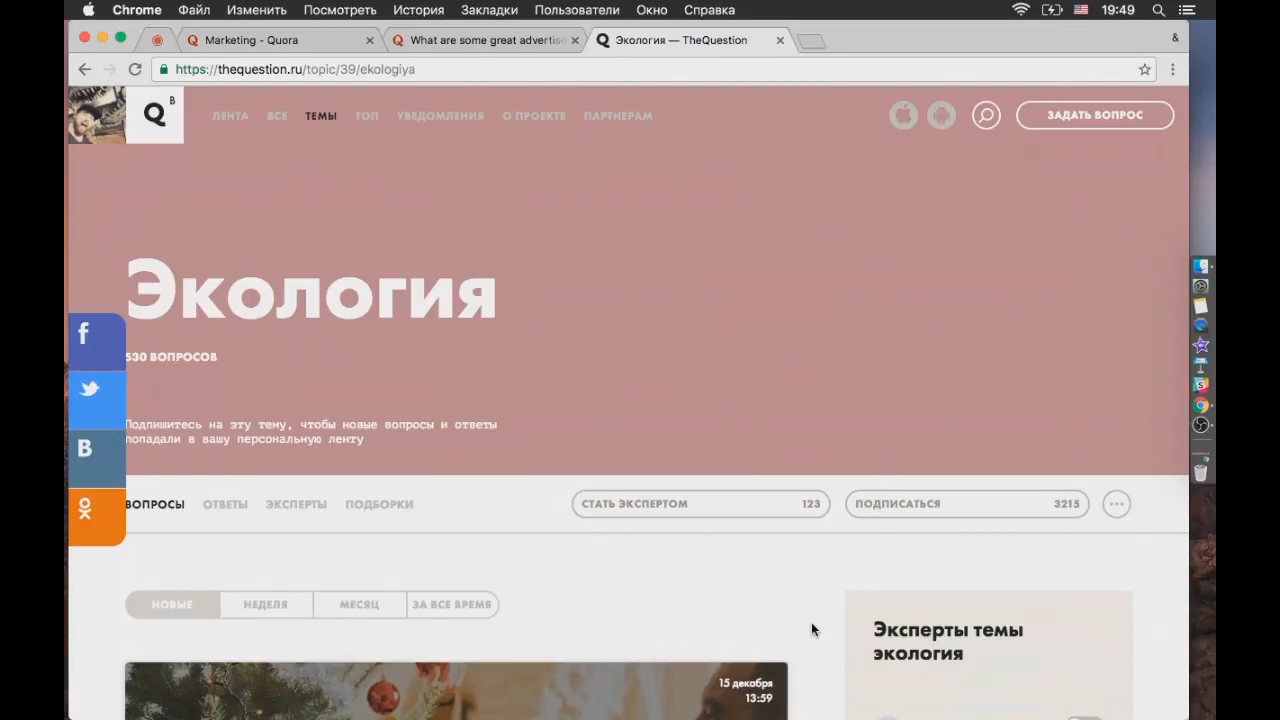 Chrome Файл Изменить Посмотреть История Закладки Пользователи Окно Справка 19:49
Marketing - Quora
What are some great advertise
Экология — TheQuestion
&
https://thequestion.ru/topic/39/ekologiya
Q B
ЛЕНТА ВСЕ ТЕМЫ ТОП УВЕДОМЛЕНИЯ О ПРОЕКТЕ ПАРТНЕРАМ
ЗАДАТЬ ВОПРОС
Экология
530 ВОПРОСОВ
Подпишитесь на эту тему, чтобы новые вопросы и ответы
попадали в вашу персональную ленту
f
B
ВОПРОСЫ ОТВЕТЫ ЭКСПЕРТЫ ПОДБОРКИ
СТАТЬ ЭКСПЕРТОМ 123
ПОДПИСАТЬСЯ 3215
НОВЫЕ НЕДЕЛЯ МЕСЯЦ ЗА ВСЕ ВРЕМЯ
Эксперты темы
экология
15 декабря
13:59